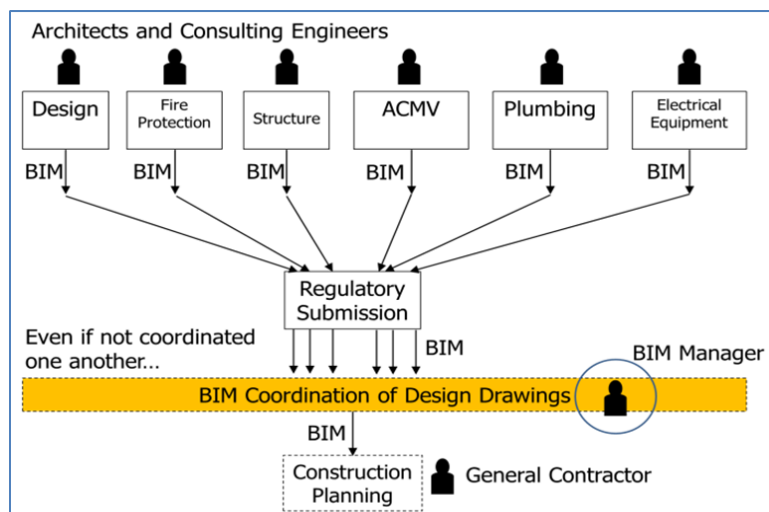 Architects and Consulting Engineers
Design
Fire
Protection
Structure
ACMV
Plumbing
Electrical
Equipment
BIM
BIM
BIM
BIM
BIM
BIM
Regulatory
Submission
Even if not coordinated
one another...
BIM
BIM Manager
BIM Coordination of Design Drawings
BIM
Construction
Planning
General Contractor